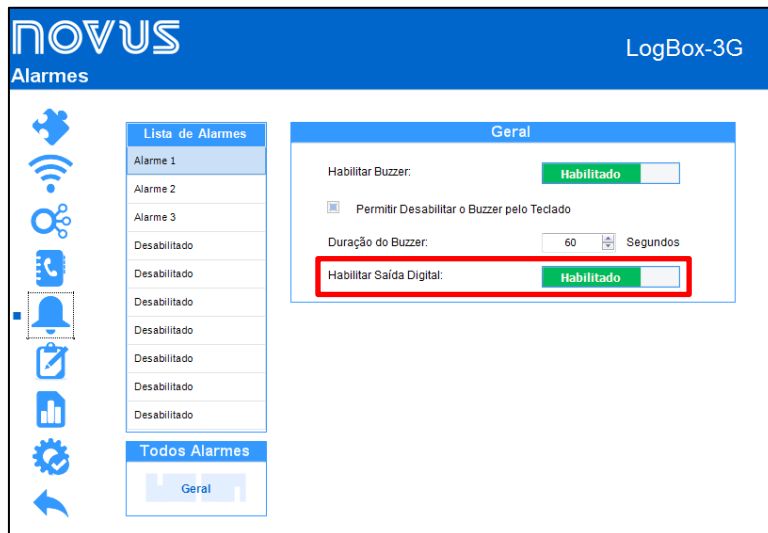 NOVUS
LogBox-3G
Alarmes
Lista de Alarmes
Alarme 1
Alarme 2
Alarme 3
Desabilitado
Desabilitado
Desabilitado
Desabilitado
Desabilitado
Desabilitado
Desabilitado
Todos Alarmes
Geral
Geral
Habilitar Buzzer: Habilitado
Permitir Desabilitar o Buzzer pelo Teclado
Duração do Buzzer: 60 Segundos
Habilitar Saída Digital: Habilitado